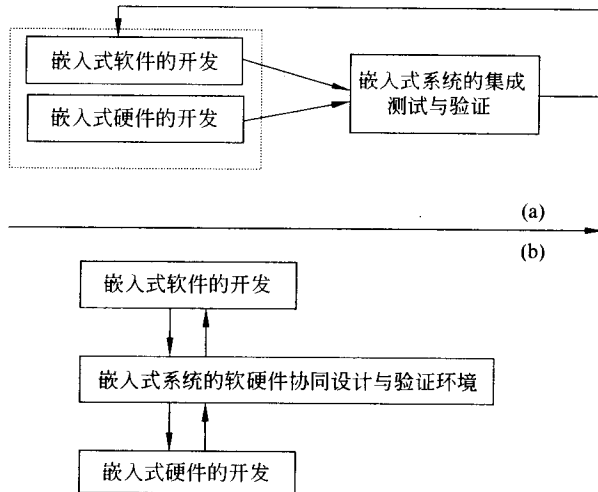 嵌入式软件的开发
嵌入式硬件的开发
嵌入式系统的集成
测试与验证
(a)
(b)
嵌入式软件的开发
嵌入式系统的软硬件协同设计与验证环境
嵌入式硬件的开发